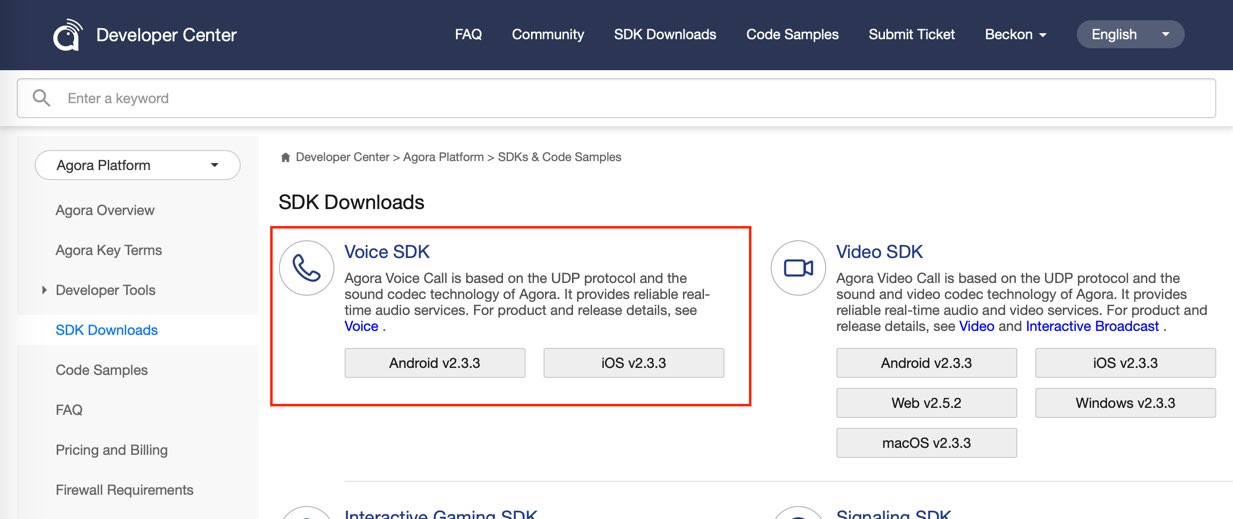 Developer Center
FAQ
Community
SDK Downloads
Code Samples
Submit Ticket
Beckon
English
Enter a keyword
Agora Platform
Agora Overview
Agora Key Terms
Developer Tools
SDK Downloads
Code Samples
FAQ
Pricing and Billing
Firewall Requirements
Developer Center > Agora Platform > SDKs & Code Samples
SDK Downloads
Voice SDK
Agora Voice Call is based on the UDP protocol and the
sound codec technology of Agora. It provides reliable real-
time audio services. For product and release details, see
Voice .
Android v2.3.3
iOS v2.3.3
Video SDK
Agora Video Call is based on the UDP protocol and the
sound and video codec technology of Agora. It provides
reliable real-time audio and video services. For product and
release details, see Video and Interactive Broadcast .
Android v2.3.3
iOS v2.3.3
Web v2.5.2
Windows v2.3.3
macOS v2.3.3
Interactive Gaming SDK
Signaling SDK